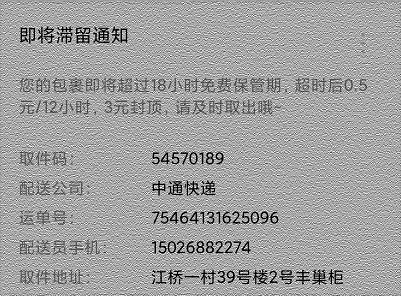 即将滞留通知
您的包裹即将超过18小时免费保管期，超时后0.5
元/12小时，3元封顶，请及时取出哦~
取件码： 54570189
配送公司： 中通快递
运单号： 75464131625096
配送员手机： 15026882274
取件地址： 江桥一村39号楼2号丰巢柜